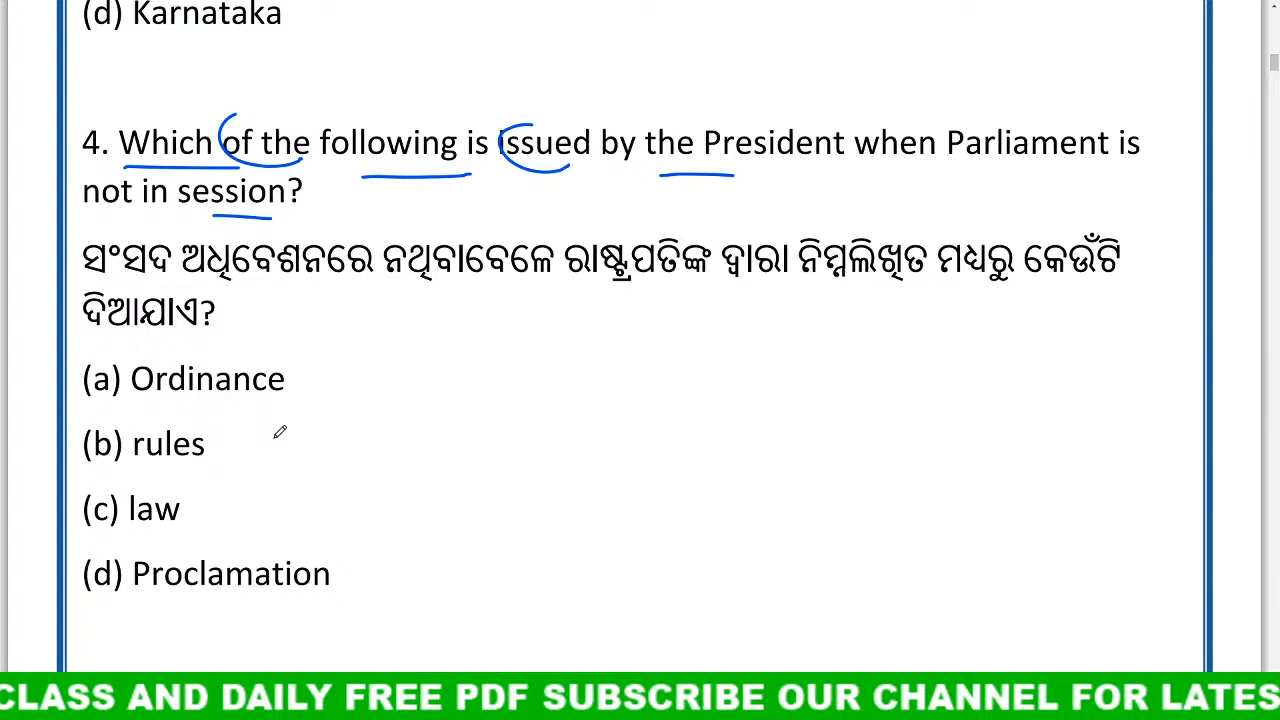 (d) Karnataka
4. Which of the following is issued by the President when Parliament is
not in session?
ସଂସଦ ଅଧିବେଶନରେ ନଥିବାବେଳେ ରାଷ୍ଟ୍ରପତିଙ୍କ ଦ୍ୱାରା ନିମ୍ନଲିଖିତ ମଧ୍ୟରୁ କେଉଁଟି
ଦିଆଯାଏ?
(a) Ordinance
(b) rules
(c) law
(d) Proclamation
CLASS AND DAILY FREE PDF SUBSCRIBE OUR CHANNEL FOR LATES